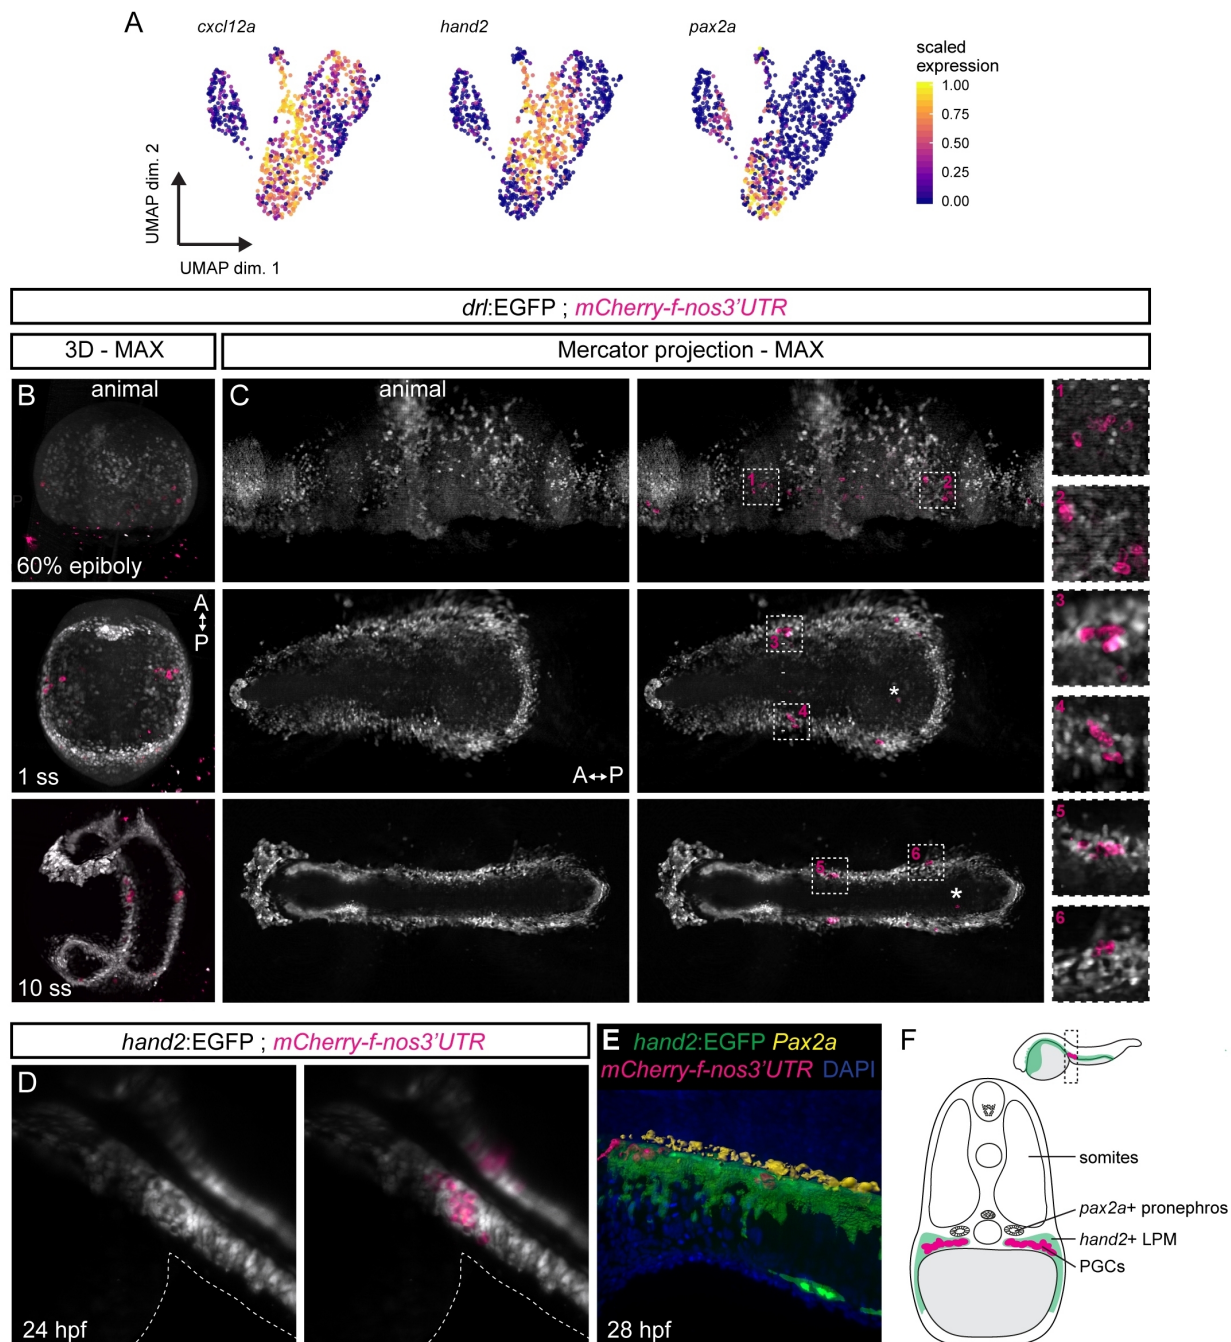 A
cxcl12a
hand2
pax2a
scaled
expression
1.00
0.75
0.50
0.25
0.00
UMAP dim. 2
UMAP dim. 1
drl:EGFP ; mCherry-f-nos3'UTR
3D - MAX
Mercator projection - MAX
B
animal
60% epiboly
C
animal
1
2
1
2
A
P
1 ss
A↔P
3
4
*
3
4
10 ss
5
6
*
5
6
hand2:EGFP ; mCherry-f-nos3'UTR
D
24 hpf
E
hand2:EGFP Pax2a
mCherry-f-nos3'UTR DAPI
28 hpf
F
somites
pax2a+ pronephros
hand2+ LPM
PGCs